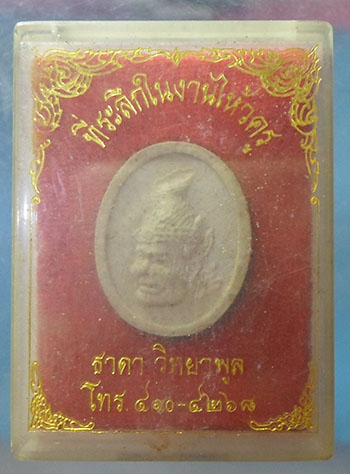 ที่ระลึกในงานไหว้ครู
ธาดา วิทยาพูล
โทร. ๔๑๐-๔๒๖๘